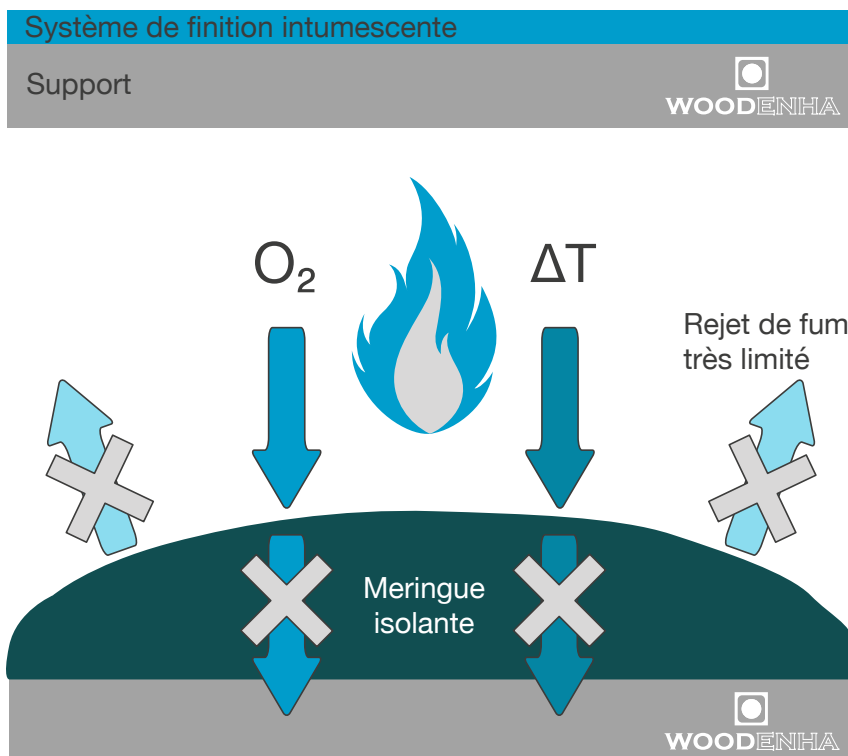 Système de finition intumescente
Support
WOODENHA
O₂
ΔT
Rejet de fum
très limité
Meringue
isolante
WOODENHA